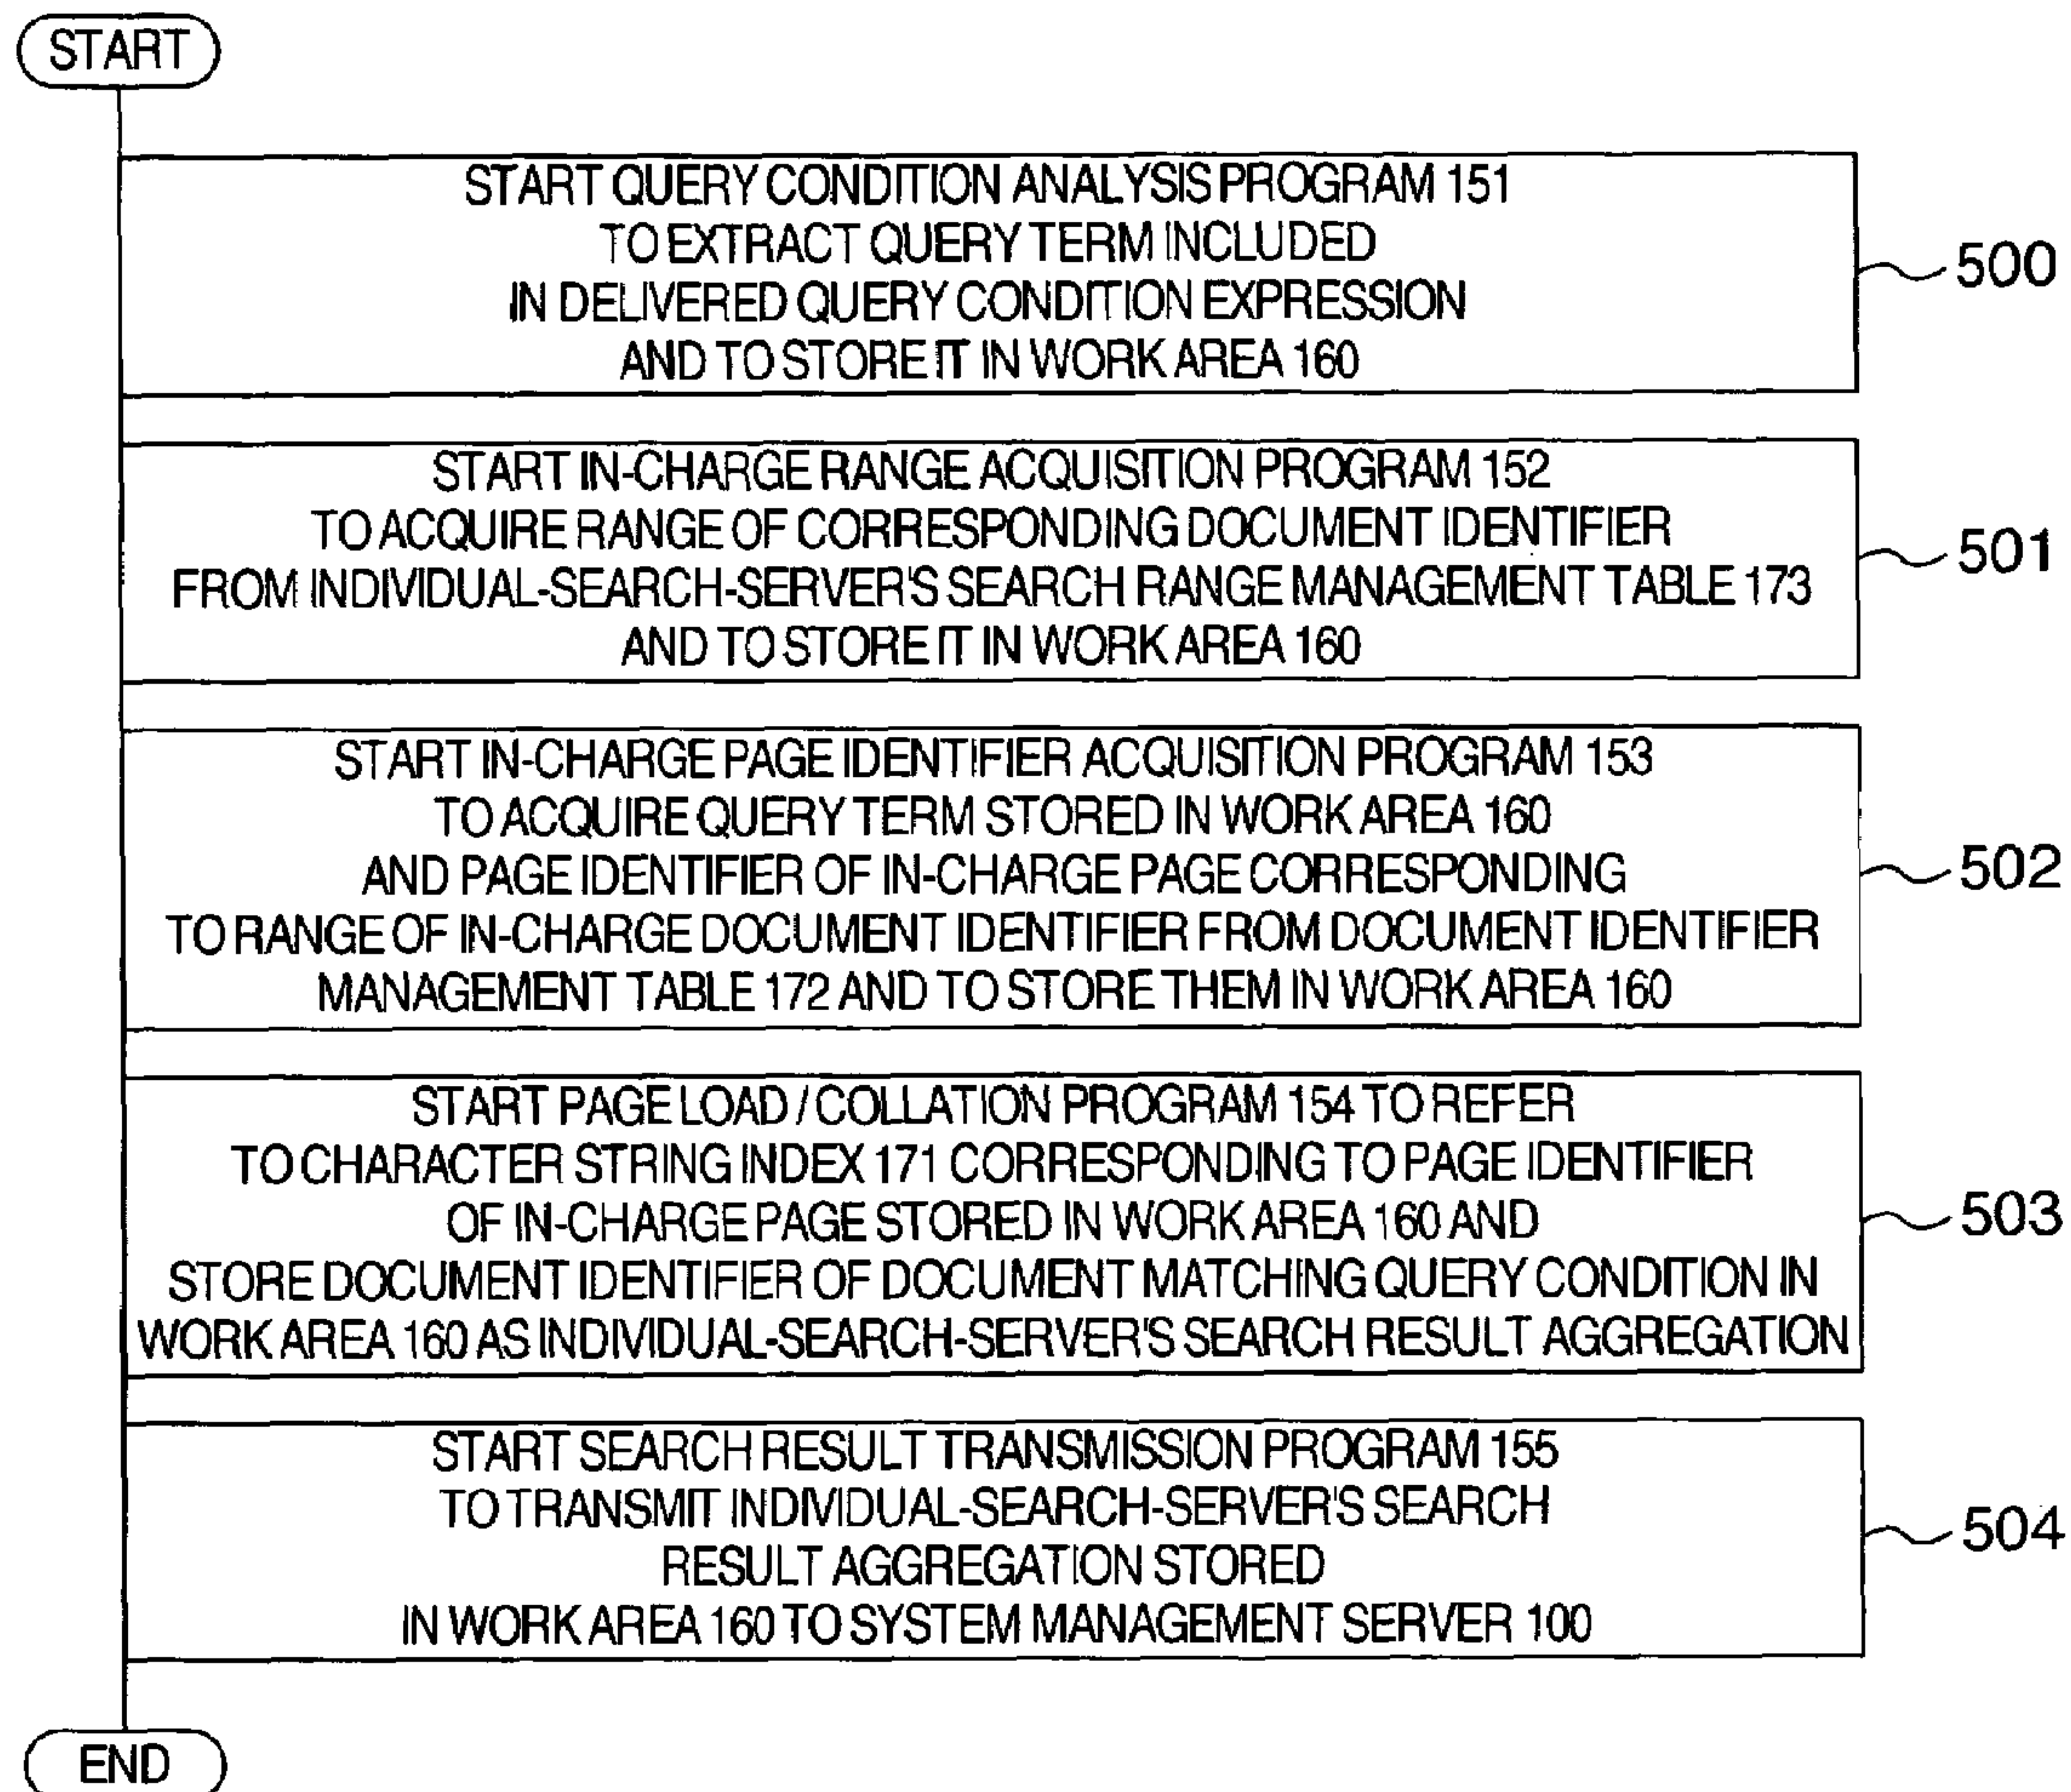 START
START QUERY CONDITION ANALYSIS PROGRAM 151
TO EXTRACT QUERY TERM INCLUDED
IN DELIVERED QUERY CONDITION EXPRESSION
AND TO STORE IT IN WORK AREA 160
500
START IN-CHARGE RANGE ACQUISITION PROGRAM 152
TO ACQUIRE RANGE OF CORRESPONDING DOCUMENT IDENTIFIER
FROM INDIVIDUAL-SEARCH-SERVER'S SEARCH RANGE MANAGEMENT TABLE 173
AND TO STORE IT IN WORK AREA 160
501
START IN-CHARGE PAGE IDENTIFIER ACQUISITION PROGRAM 153
TO ACQUIRE QUERY TERM STORED IN WORK AREA 160
AND PAGE IDENTIFIER OF IN-CHARGE PAGE CORRESPONDING
TO RANGE OF IN-CHARGE DOCUMENT IDENTIFIER FROM DOCUMENT IDENTIFIER
MANAGEMENT TABLE 172 AND TO STORE THEM IN WORK AREA 160
502
START PAGE LOAD / COLLATION PROGRAM 154 TO REFER
TO CHARACTER STRING INDEX 171 CORRESPONDING TO PAGE IDENTIFIER
OF IN-CHARGE PAGE STORED IN WORK AREA 160 AND
STORE DOCUMENT IDENTIFIER OF DOCUMENT MATCHING QUERY CONDITION IN
WORK AREA 160 AS INDIVIDUAL-SEARCH-SERVER'S SEARCH RESULT AGGREGATION
503
START SEARCH RESULT TRANSMISSION PROGRAM 155
TO TRANSMIT INDIVIDUAL-SEARCH-SERVER'S SEARCH
RESULT AGGREGATION STORED
IN WORK AREA 160 TO SYSTEM MANAGEMENT SERVER 100
504
END